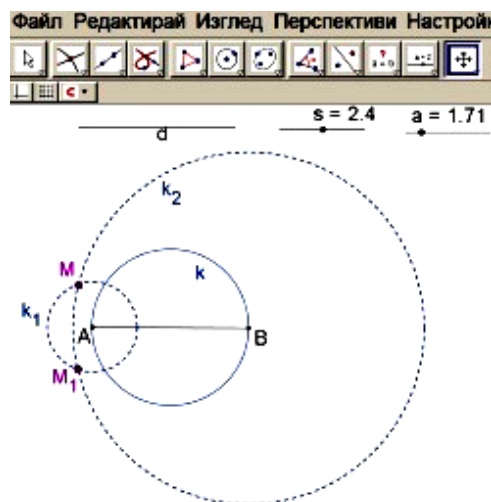 Файл Редактирай Изглед Перспективи Настройк
d
s = 2.4 a = 1.71
k₂
M
k
k₁
A
B
M₁